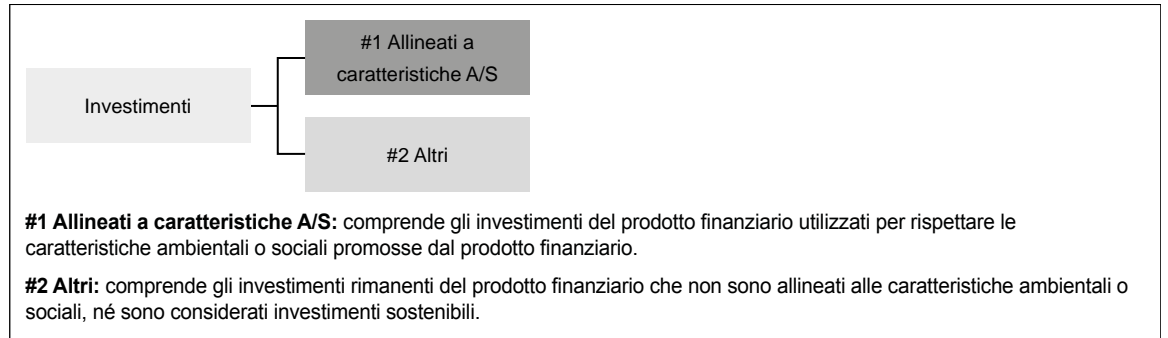 #1 Allineati a
caratteristiche A/S
Investimenti
#2 Altri
#1 Allineati a caratteristiche A/S: comprende gli investimenti del prodotto finanziario utilizzati per rispettare le
caratteristiche ambientali o sociali promosse dal prodotto finanziario.
#2 Altri: comprende gli investimenti rimanenti del prodotto finanziario che non sono allineati alle caratteristiche ambientali o
sociali, né sono considerati investimenti sostenibili.